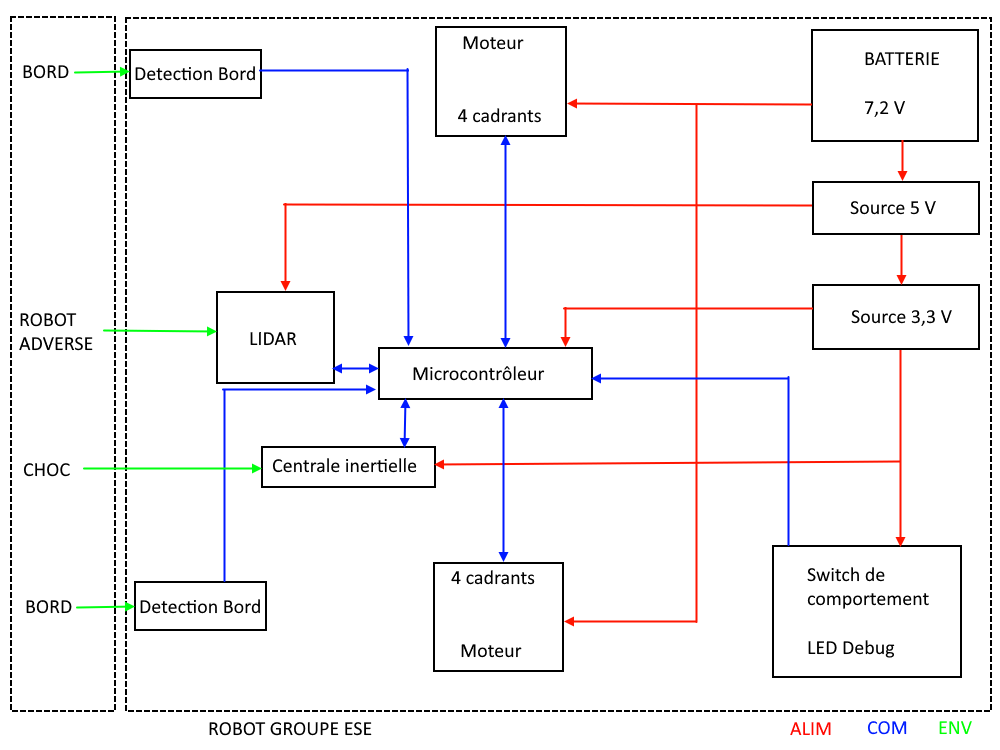 BORD
Detection Bord
Moteur
4 cadrants
BATTERIE
7,2 V
Source 5 V
ROBOT
ADVERSE
LIDAR
Source 3,3 V
Microcontrôleur
CHOC
Centrale inertielle
BORD
Detection Bord
4 cadrants
Moteur
Switch de
comportement
LED Debug
ROBOT GROUPE ESE
ALIM
COM
ENV